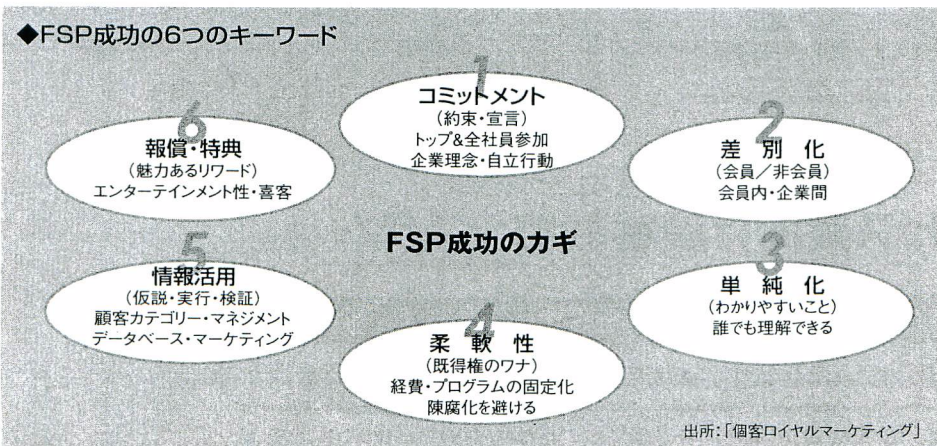 ◆FSP成功の6つのキーワード
1
コミットメント
(約束・宣言)
トップ&全社員参加
企業理念・自立行動
2
差別化
(会員/非会員)
会員内・企業間
3
単純化
(わかりやすいこと)
誰でも理解できる
4
柔軟性
(既得権のワナ)
経費・プログラムの固定化
陳腐化を避ける
5
情報活用
(仮説・実行・検証)
顧客カテゴリー・マネジメント
データベース・マーケティング
6
報償・特典
(魅力あるリワード)
エンターテインメント性・喜客
FSP成功のカギ
出所:「個客ロイヤルマーケティング」